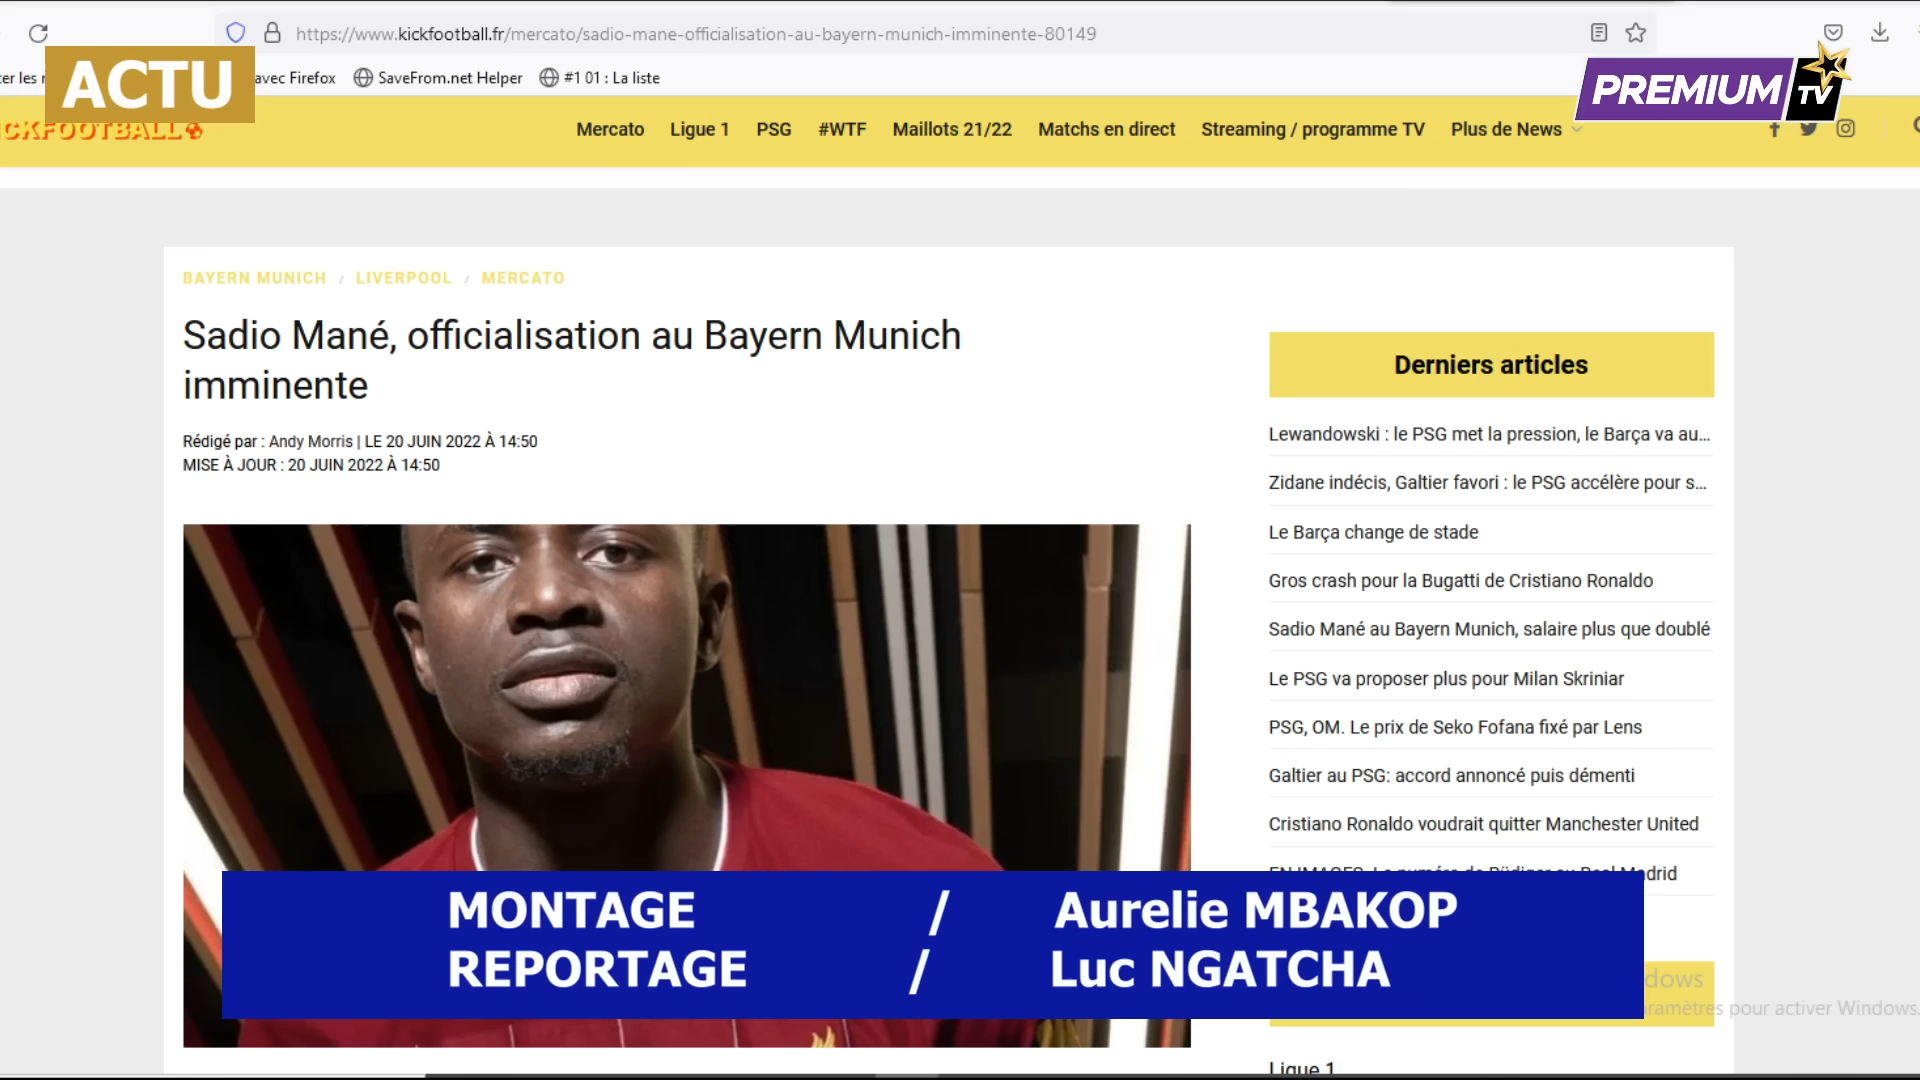 https://www.kickfootball.fr/mercato/sadio-mane-officialisation-au-bayern-munich-imminente-80149
ACTU
avec Firefox
SaveFrom.net Helper
#1 01 : La liste
PREMIUM TV
CKFOOTBALL
Mercato Ligue 1 PSG #WTF Maillots 21/22 Matchs en direct Streaming / programme TV Plus de News
BAYERN MUNICH / LIVERPOOL / MERCATO
Sadio Mané, officialisation au Bayern Munich
imminente
Rédigé par : Andy Morris | LE 20 JUIN 2022 À 14:50
MISE À JOUR : 20 JUIN 2022 À 14:50
Derniers articles
Lewandowski : le PSG met la pression, le Barça va au...
Zidane indécis, Galtier favori : le PSG accélère pour s...
Le Barça change de stade
Gros crash pour la Bugatti de Cristiano Ronaldo
Sadio Mané au Bayern Munich, salaire plus que doublé
Le PSG va proposer plus pour Milan Skriniar
PSG, OM. Le prix de Seko Fofana fixé par Lens
Galtier au PSG: accord annoncé puis démenti
Cristiano Ronaldo voudrait quitter Manchester United
MONTAGE / Aurelie MBAKOP
REPORTAGE / Luc NGATCHA
dows
ramètres pour activer Windows.
Ligue 1